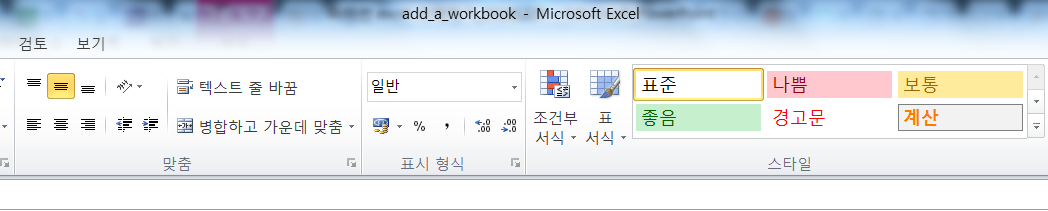 add_a_workbook - Microsoft Excel
검토 보기
텍스트 줄 바꿈
병합하고 가운데 맞춤
맞춤
일반
% , .00 .00
표시 형식
조건부 서식
표 서식
표준 나쁨 보통
좋음 경고문 계산
스타일